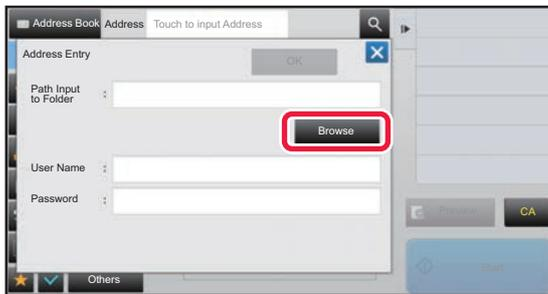 Address Book Address Touch to input Address
Address Entry
OK
Path Input
to Folder :
Browse
User Name :
Password :
Preview
CA
Start
Others